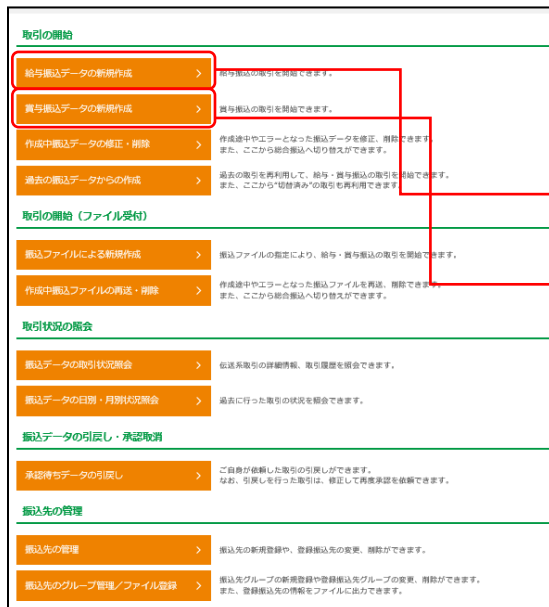 取引の開始
給与振込データの新規作成
給与振込の取引を開始できます。
賞与振込データの新規作成
賞与振込の取引を開始できます。
作成中振込データの修正・削除
作成途中やエラーとなった振込データを修正、削除できます。
また、ここから総合振込へ切り替えができます。
過去の振込データからの作成
過去の取引を再利用して、給与・賞与振込の取引を開始できます。
また、ここから“切替済み”の取引も再利用できます。
取引の開始（ファイル受付）
振込ファイルによる新規作成
振込ファイルの指定により、給与・賞与振込の取引を開始できます。
作成中振込ファイルの再送・削除
作成途中やエラーとなった振込ファイルを再送、削除できます。
また、ここから総合振込へ切り替えができます。
取引状況の照会
振込データの取引状況照会
伝送系取引の詳細情報、取引履歴を照会できます。
振込データの日別・月別状況照会
過去に行った取引の状況を照会できます。
振込データの引戻し・承認取消
承認待ちデータの引戻し
ご自身が依頼した取引の引戻しができます。
なお、引戻しを行った取引は、修正して再度承認を依頼できます。
振込先の管理
振込先の管理
振込先の新規登録や、登録振込先の変更、削除ができます。
振込先のグループ管理／ファイル登録
振込先グループの新規登録や登録振込先グループの変更、削除ができます。
また、登録振込先の情報をファイルに出力できます。